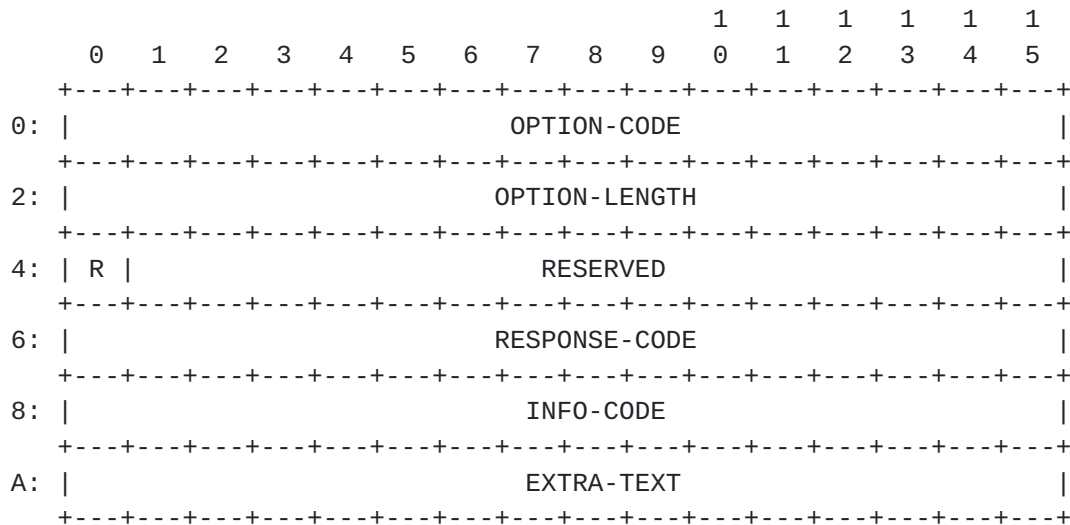 1   1   1   1   1   1
      0   1   2   3   4   5   6   7   8   9   0   1   2   3   4   5
    +---+---+---+---+---+---+---+---+---+---+---+---+---+---+---+---+
0: |                            OPTION-CODE                        |
    +---+---+---+---+---+---+---+---+---+---+---+---+---+---+---+---+
2: |                           OPTION-LENGTH                       |
    +---+---+---+---+---+---+---+---+---+---+---+---+---+---+---+---+
4: | R |                          RESERVED                         |
    +---+---+---+---+---+---+---+---+---+---+---+---+---+---+---+---+
6: |                           RESPONSE-CODE                       |
    +---+---+---+---+---+---+---+---+---+---+---+---+---+---+---+---+
8: |                             INFO-CODE                         |
    +---+---+---+---+---+---+---+---+---+---+---+---+---+---+---+---+
A: |                             EXTRA-TEXT                        |
    +---+---+---+---+---+---+---+---+---+---+---+---+---+---+---+---+